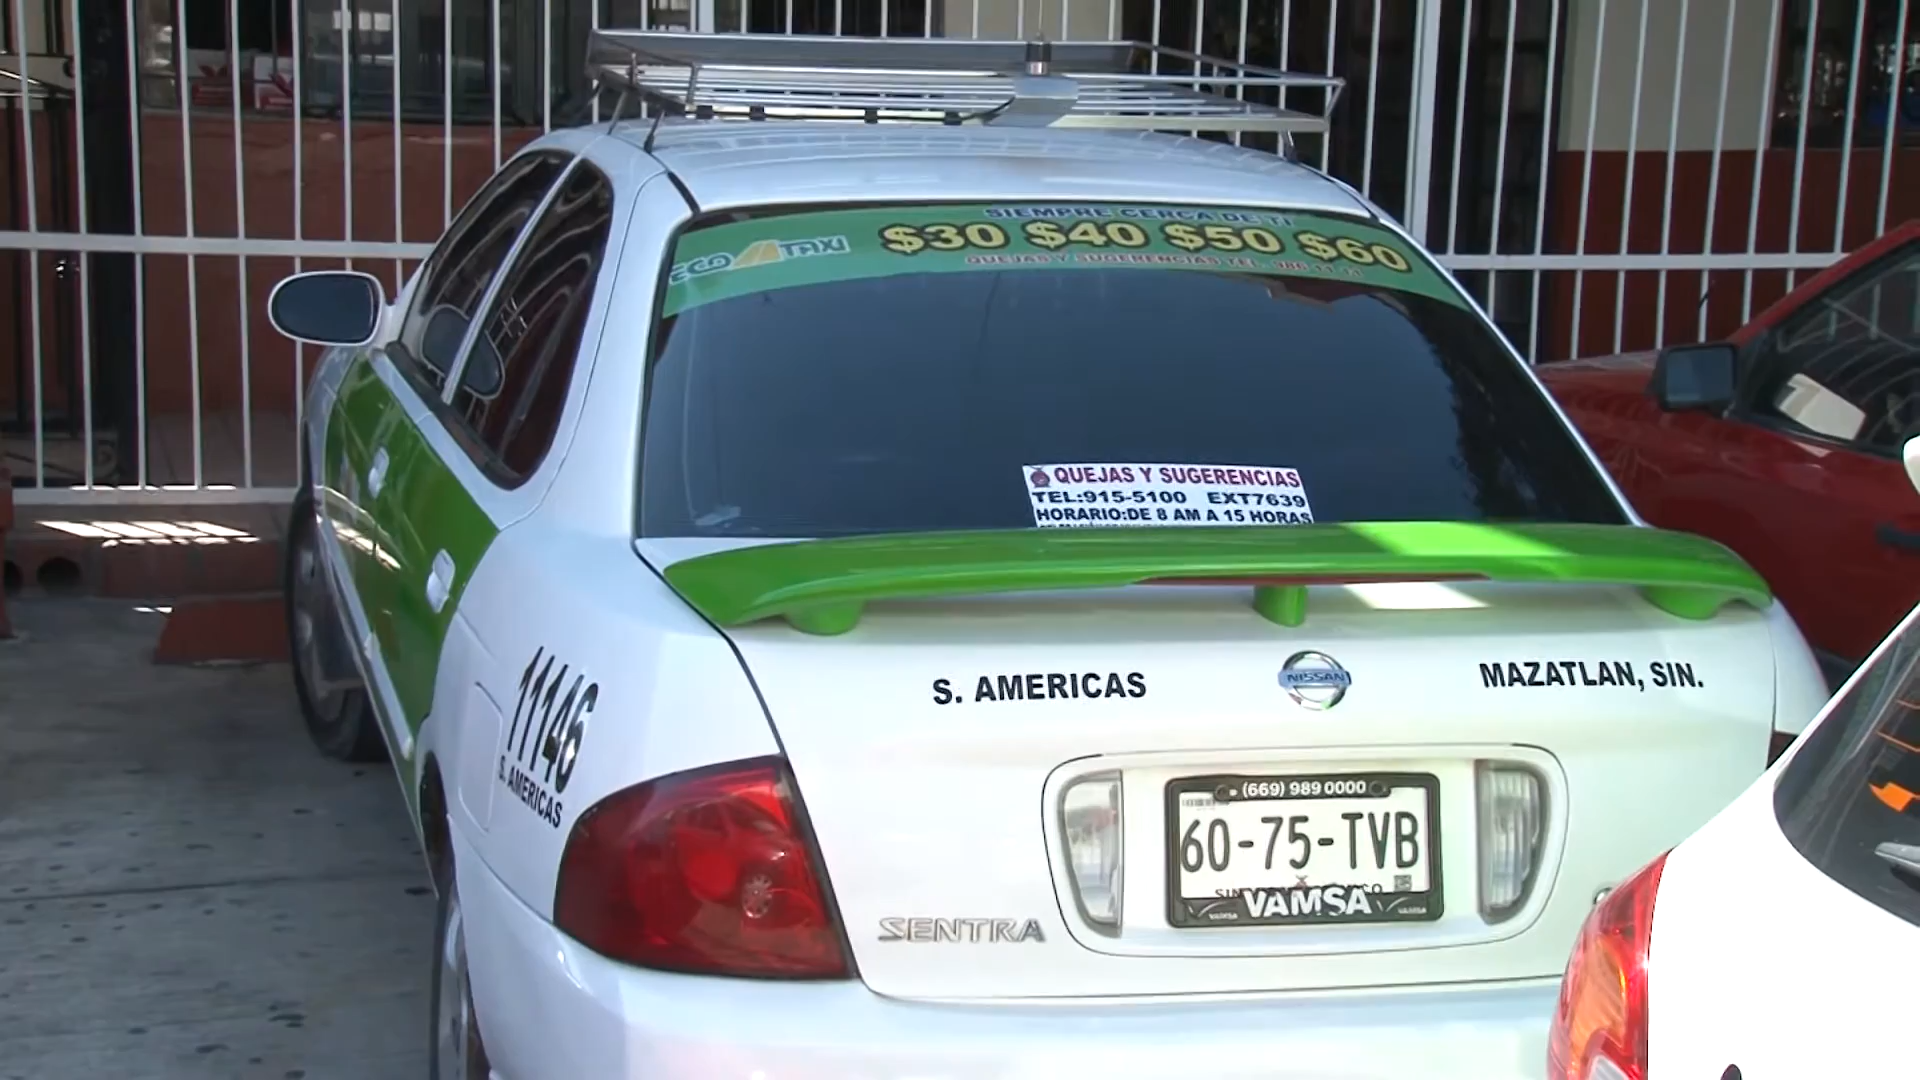 SIEMPRE CERCA DE TI
ECO TAXI
$30 $40 $50 $60
QUEJAS Y SUGERENCIAS TEL.
QUEJAS Y SUGERENCIAS
TEL:915-5100 EXT7639
HORARIO:DE 8 AM A 15 HORAS
S. AMERICAS
NISSAN
MAZATLAN, SIN.
11146
S. AMERICAS
(669) 989 0000
60-75-TVB
VAMSA
SENTRA